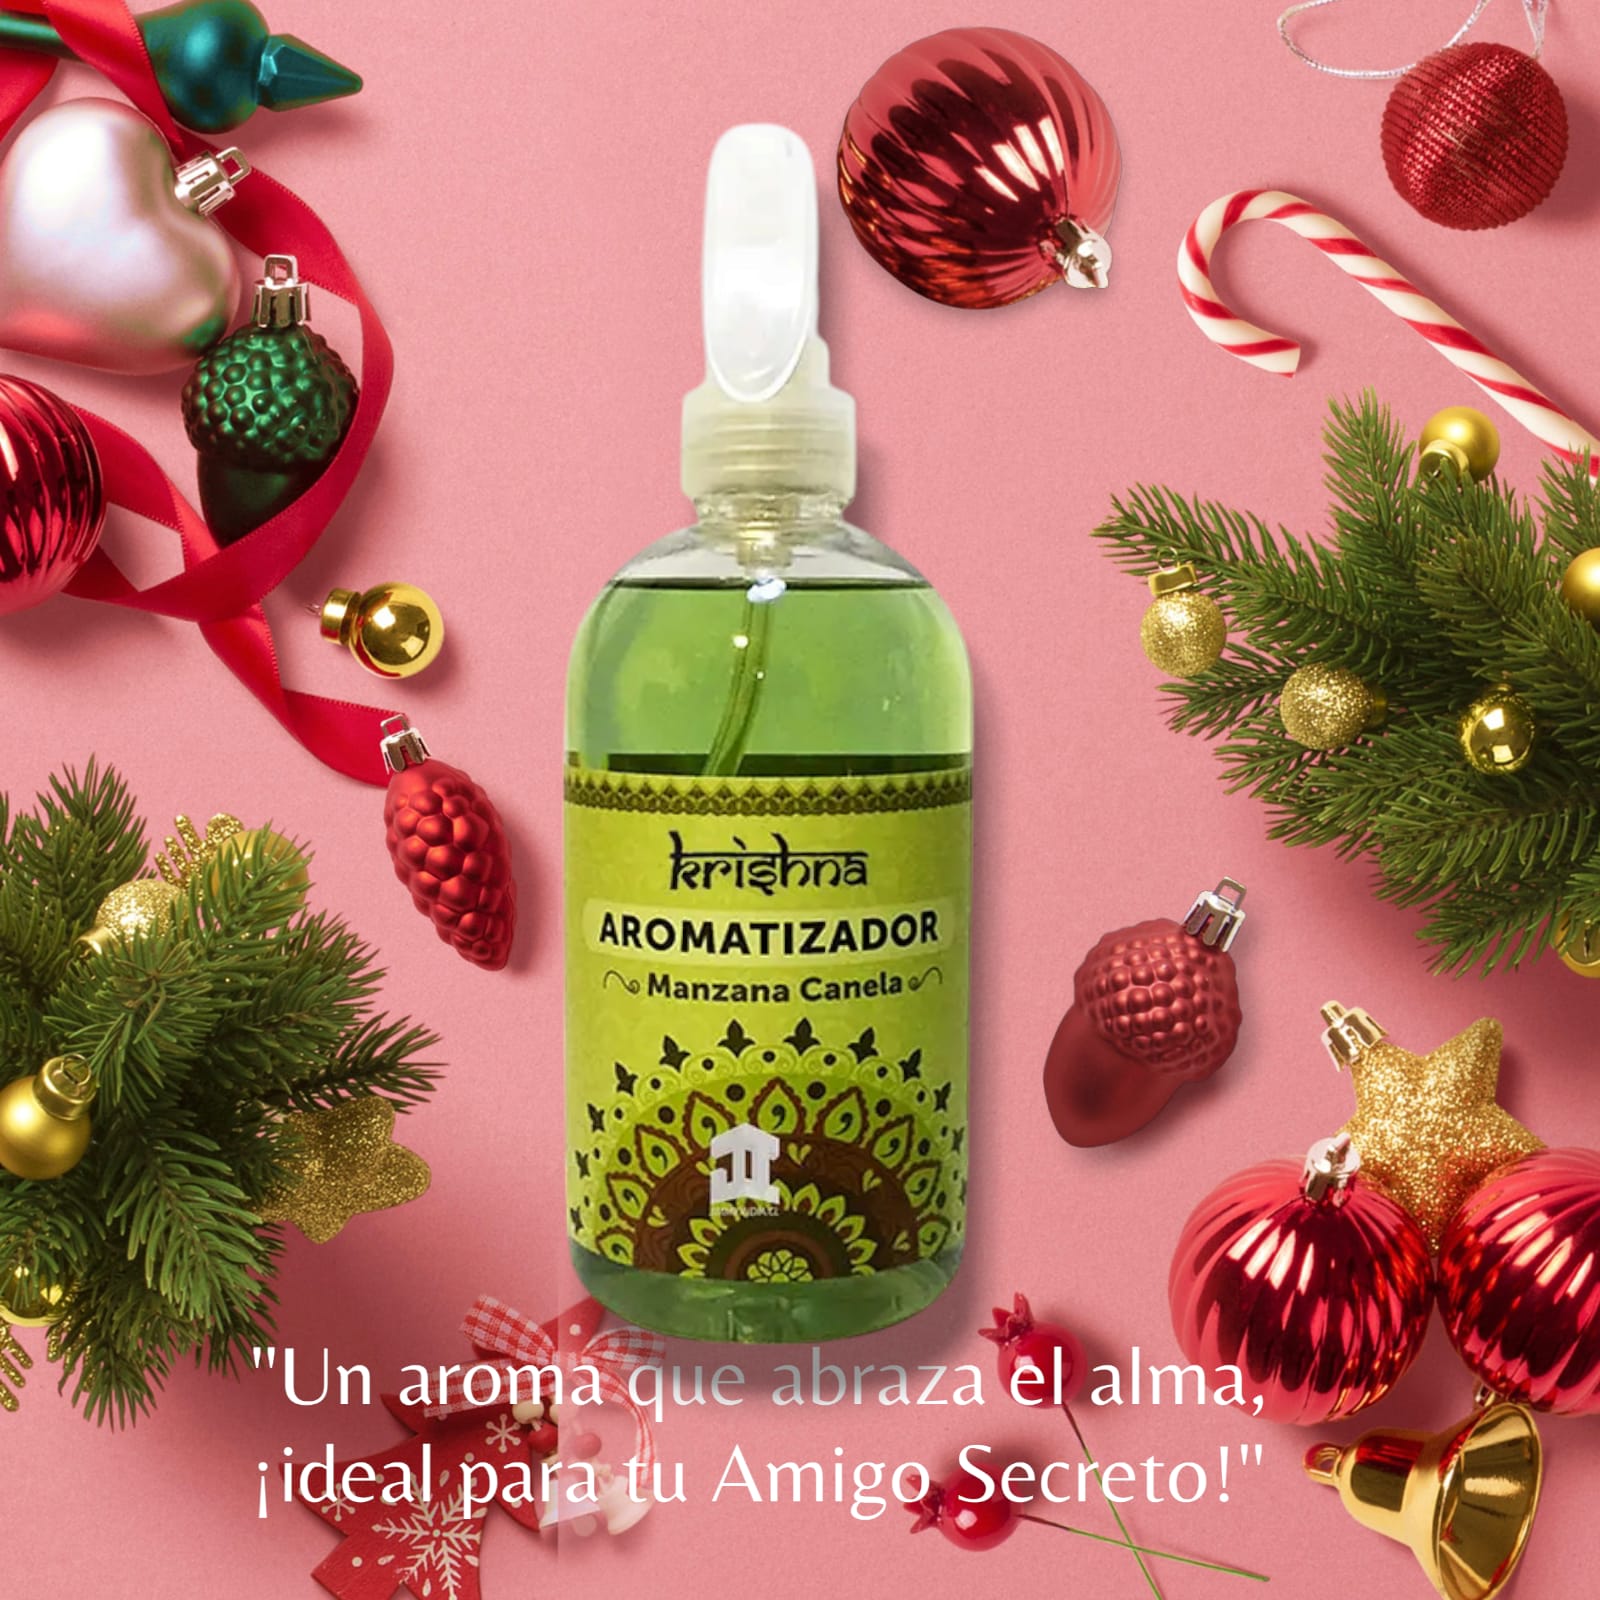 krishna
AROMATIZADOR
Manzana Canela
"Un aroma que abraza el alma,
¡ideal para tu Amigo Secreto!"